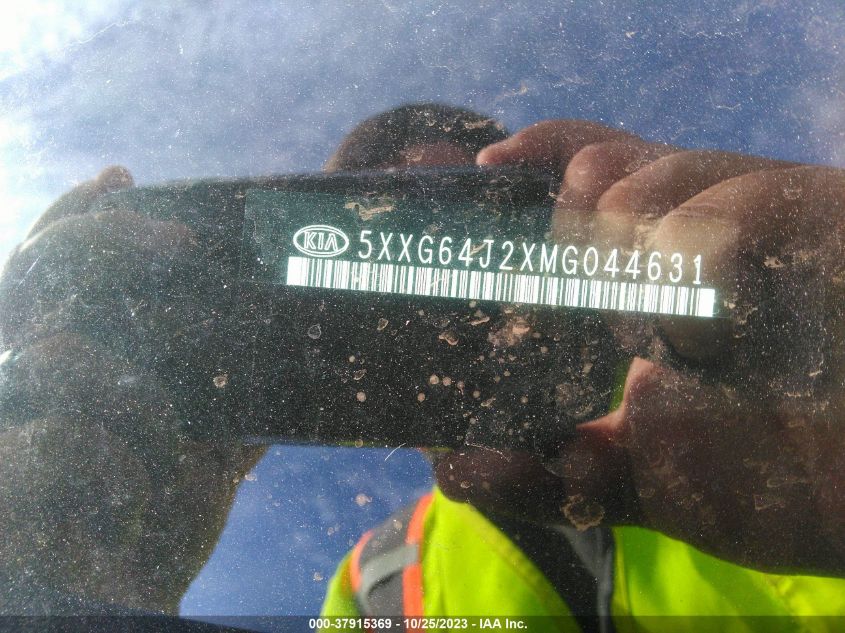 KIA 5XXG64J2XMG044631
000-37915369 - 10/25/2023 - IAA Inc.